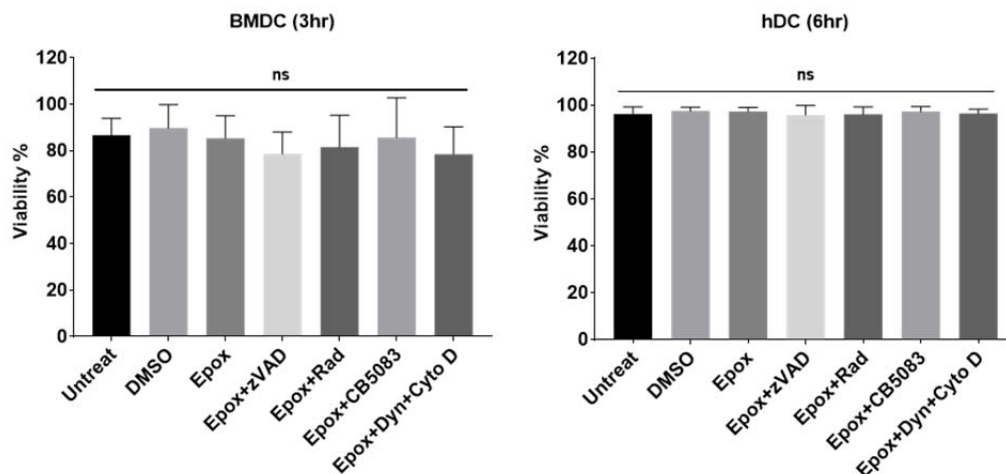 BMDC (3hr)
120
100
80
60
40
20
0
Viability %
ns
Untreat
DMSO
Epox
Epox+zVAD
Epox+Rad
Epox+CB5083
Epox+Dyn+Cyto D
hDC (6hr)
120
100
80
60
40
20
0
Viability %
ns
Untreat
DMSO
Epox
Epox+zVAD
Epox+Rad
Epox+CB5083
Epox+Dyn+Cyto D